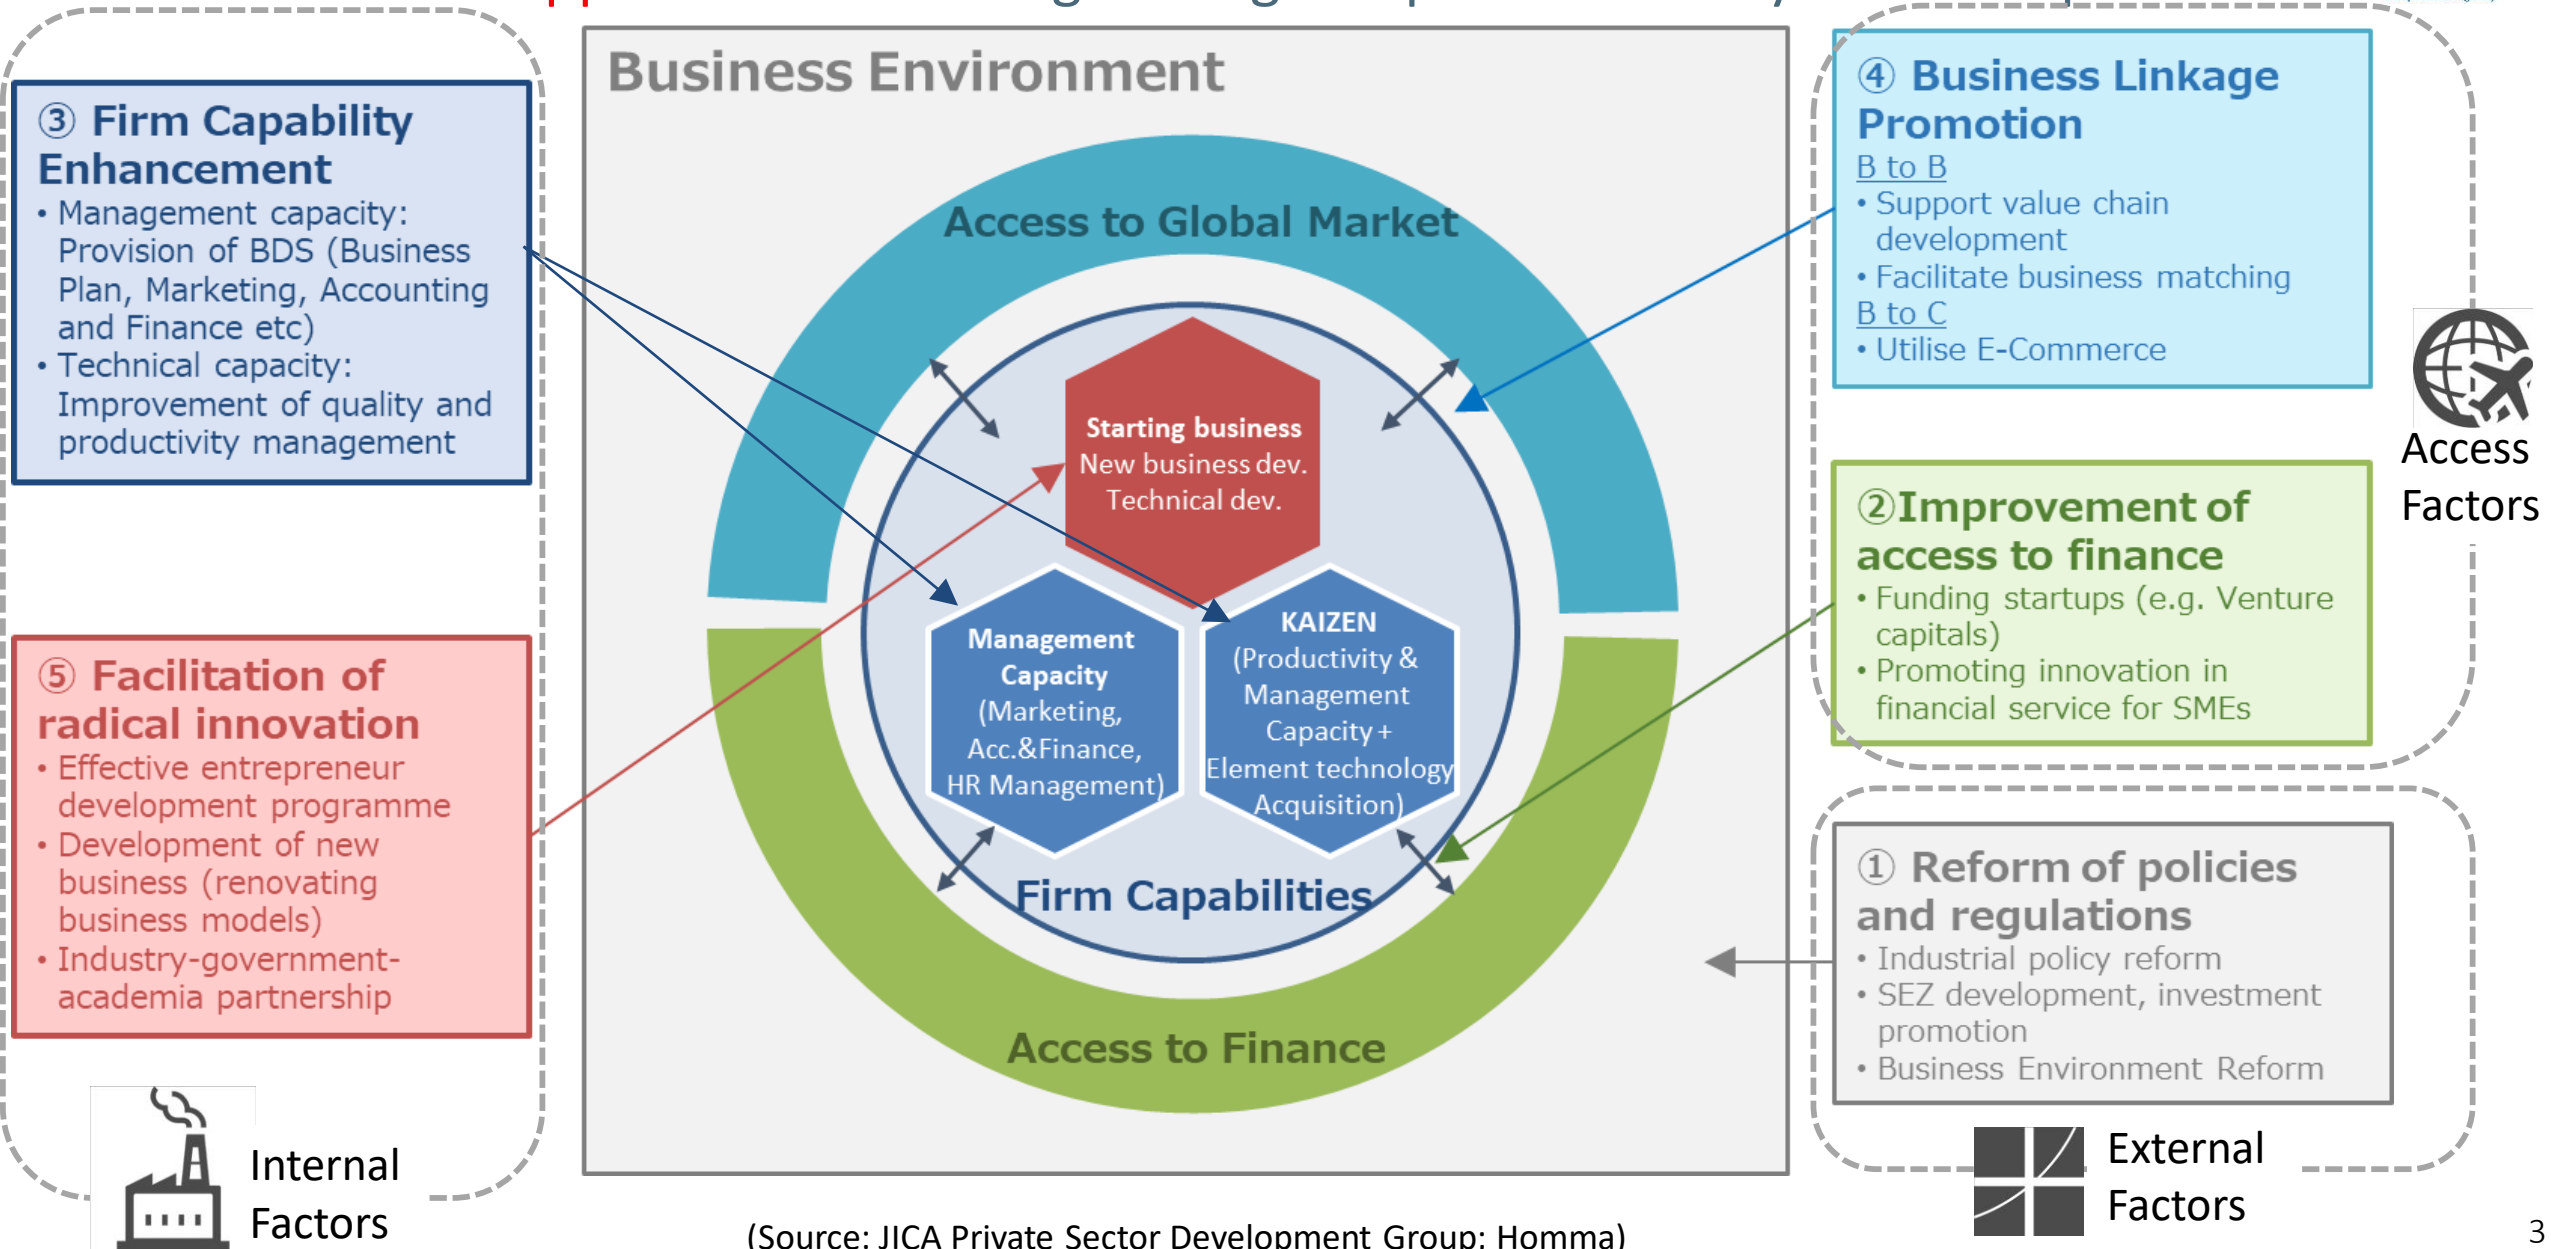 Business Environment
③ Firm Capability
Enhancement
• Management capacity:
Provision of BDS (Business
Plan, Marketing, Accounting
and Finance etc)
• Technical capacity:
Improvement of quality and
productivity management
⑤ Facilitation of
radical innovation
• Effective entrepreneur
development programme
• Development of new
business (renovating
business models)
• Industry-government-
academia partnership
Internal
Factors
Access to Global Market
Starting business
New business dev.
Technical dev.
Management
Capacity
(Marketing,
Acc.&Finance,
HR Management)
KAIZEN
(Productivity &
Management
Capacity +
Element technology
Acquisition)
Firm Capabilities
Access to Finance
④ Business Linkage
Promotion
B to B
• Support value chain
development
• Facilitate business matching
B to C
• Utilise E-Commerce
②Improvement of
access to finance
• Funding startups (e.g. Venture
capitals)
• Promoting innovation in
financial service for SMEs
Access
Factors
① Reform of policies
and regulations
• Industrial policy reform
• SEZ development, investment
promotion
• Business Environment Reform
External
Factors
(Source: JICA Private Sector Development Group: Homma)
3